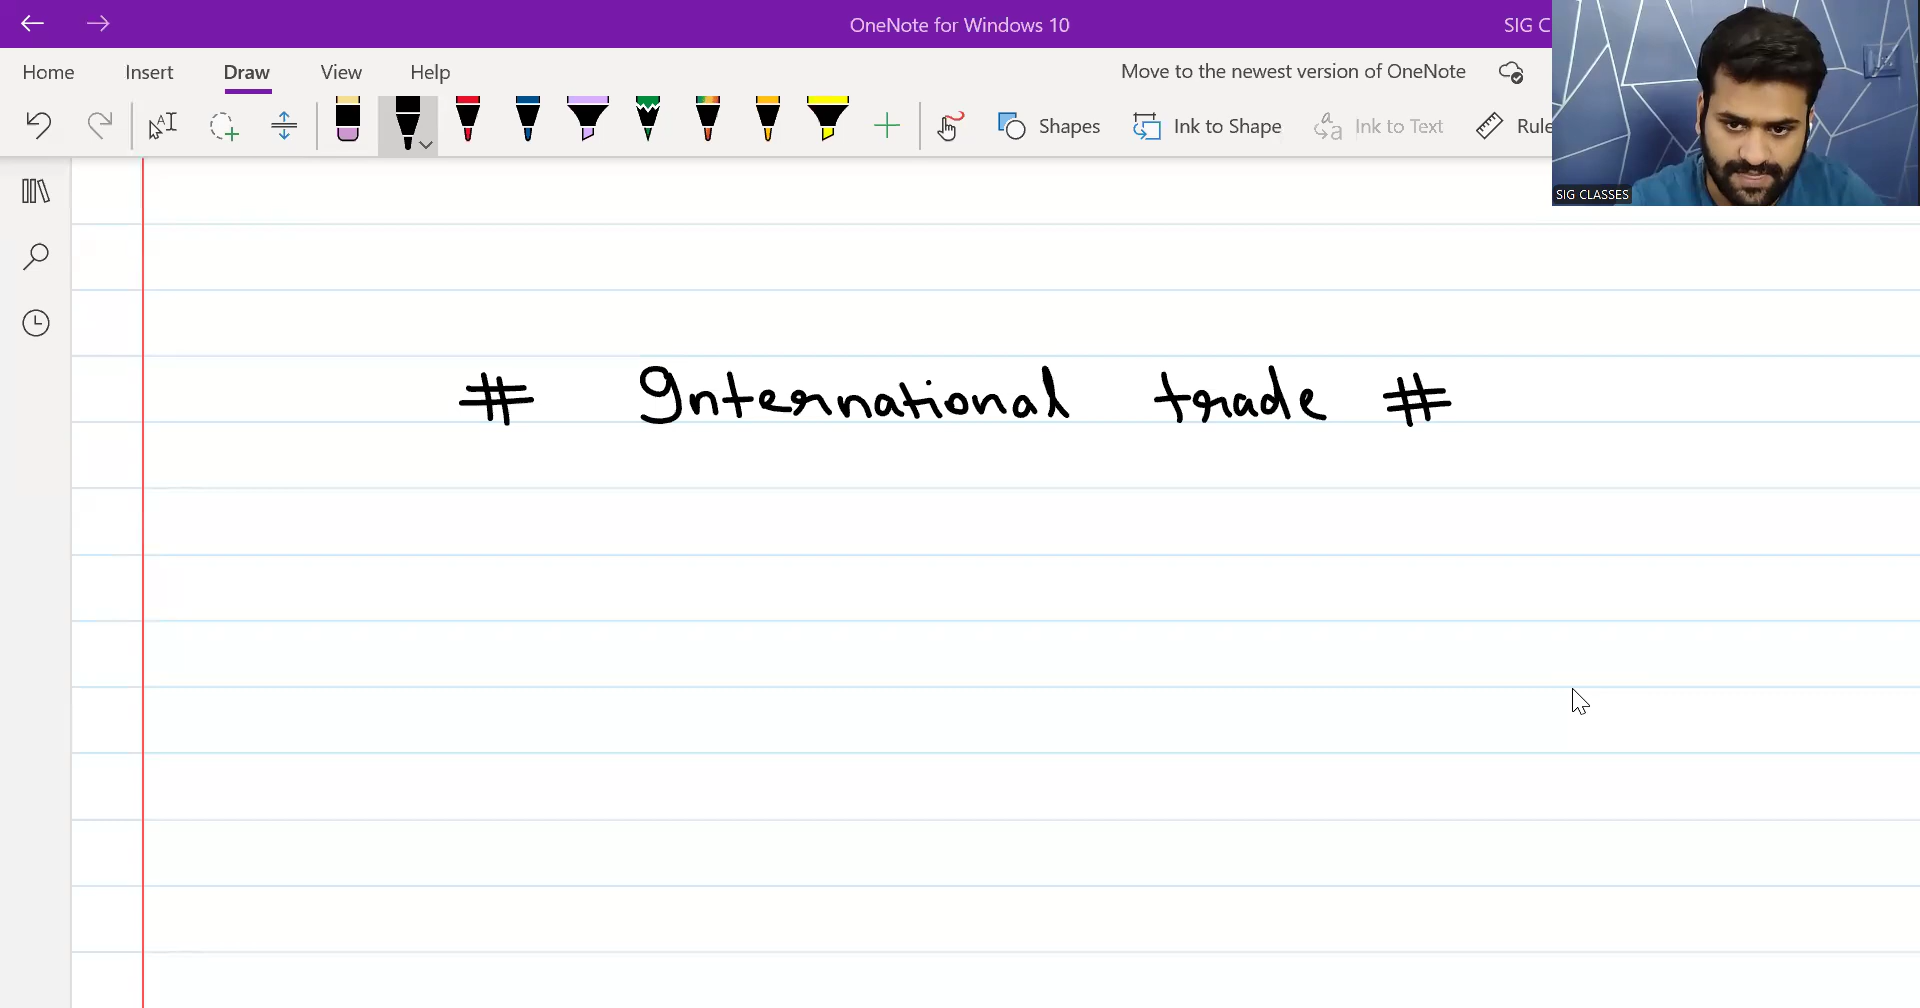 OneNote for Windows 10
SIG C
Home Insert Draw View Help
Move to the newest version of OneNote
Shapes Ink to Shape Ink to Text Rule
SIG CLASSES
# International trade #